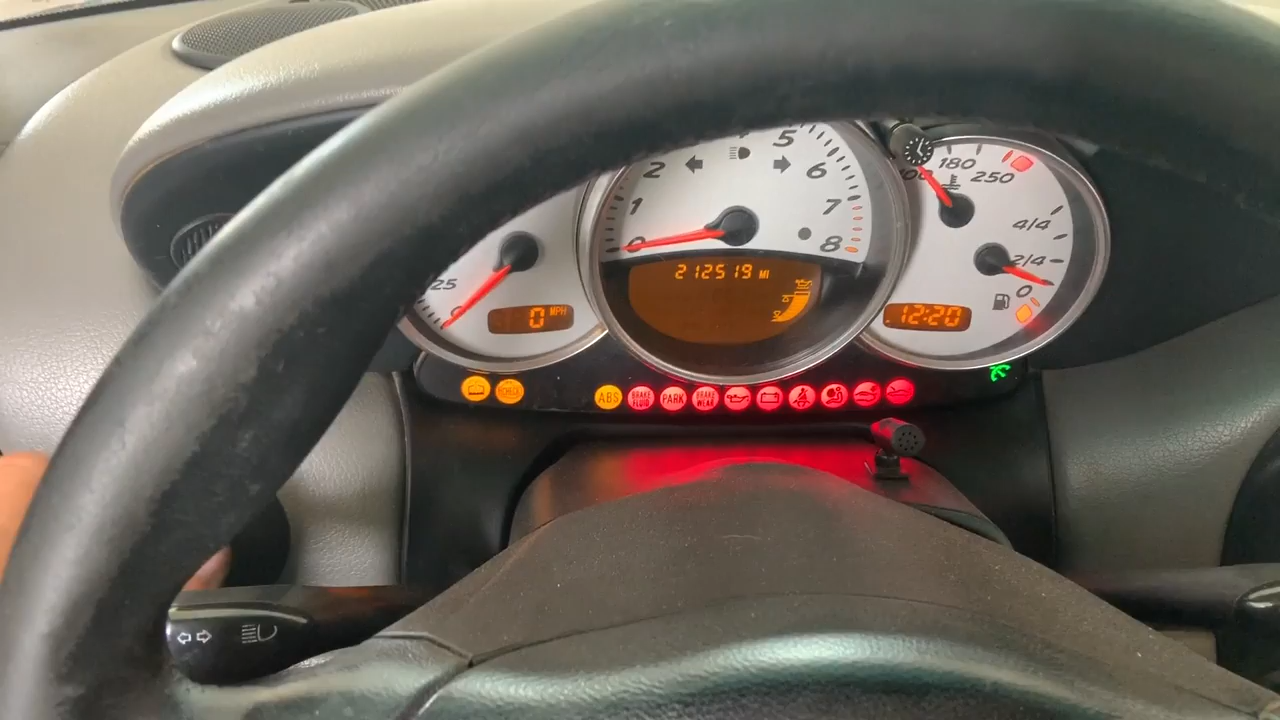 25
0 MPH
0
1
2
5
6
7
8
212519 MI
180
250
4/4
2/4
0
12:20
CHECK
ABS
BRAKE FLUID
PARK
BRAKE WEAR